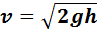 v = √2gh